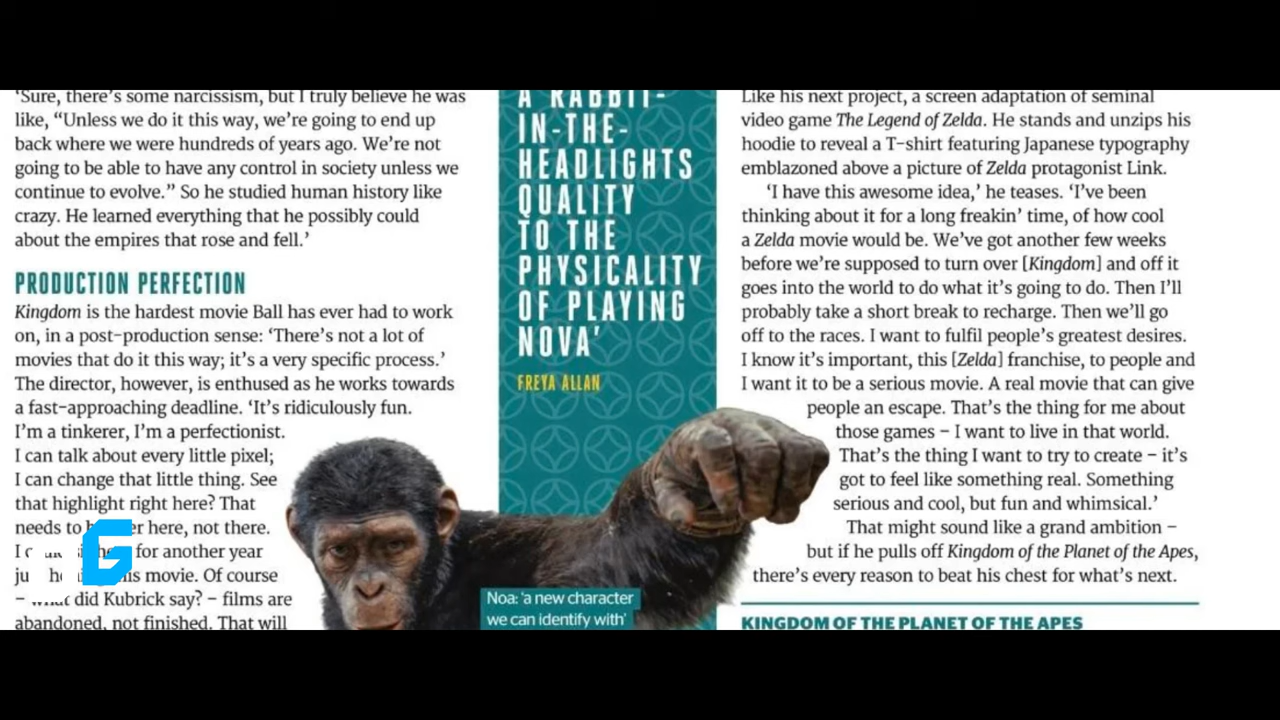 ‘Sure, there’s some narcissism, but I truly believe he was
like, “Unless we do it this way, we’re going to end up
back where we were hundreds of years ago. We’re not
going to be able to have any control in society unless we
continue to evolve.” So he studied human history like
crazy. He learned everything that he possibly could
about the empires that rose and fell.’
PRODUCTION PERFECTION
Kingdom is the hardest movie Ball has ever had to work
on, in a post-production sense: ‘There’s not a lot of
movies that do it this way; it’s a very specific process.’
The director, however, is enthused as he works towards
a fast-approaching deadline. ‘It’s ridiculously fun.
I’m a tinkerer, I’m a perfectionist.
I can talk about every little pixel;
I can change that little thing. See
that highlight right here? That
needs to er here, not there.
I for another year
his movie. Of course
– what did Kubrick say? – films are
abandoned, not finished. That will
A RABBIT-
IN-THE-
HEADLIGHTS
QUALITY
TO THE
PHYSICALITY
OF PLAYING
NOVA’
FREYA ALLAN
Noa: ‘a new character
we can identify with’
Like his next project, a screen adaptation of seminal
video game The Legend of Zelda. He stands and unzips his
hoodie to reveal a T-shirt featuring Japanese typography
emblazoned above a picture of Zelda protagonist Link.
‘I have this awesome idea,’ he teases. ‘I’ve been
thinking about it for a long freakin’ time, of how cool
a Zelda movie would be. We’ve got another few weeks
before we’re supposed to turn over [Kingdom] and off it
goes into the world to do what it’s going to do. Then I’ll
probably take a short break to recharge. Then we’ll go
off to the races. I want to fulfil people’s greatest desires.
I know it’s important, this [Zelda] franchise, to people and
I want it to be a serious movie. A real movie that can give
people an escape. That’s the thing for me about
those games – I want to live in that world.
That’s the thing I want to try to create – it’s
got to feel like something real. Something
serious and cool, but fun and whimsical.’
That might sound like a grand ambition –
but if he pulls off Kingdom of the Planet of the Apes,
there’s every reason to beat his chest for what’s next.
KINGDOM OF THE PLANET OF THE APES
G